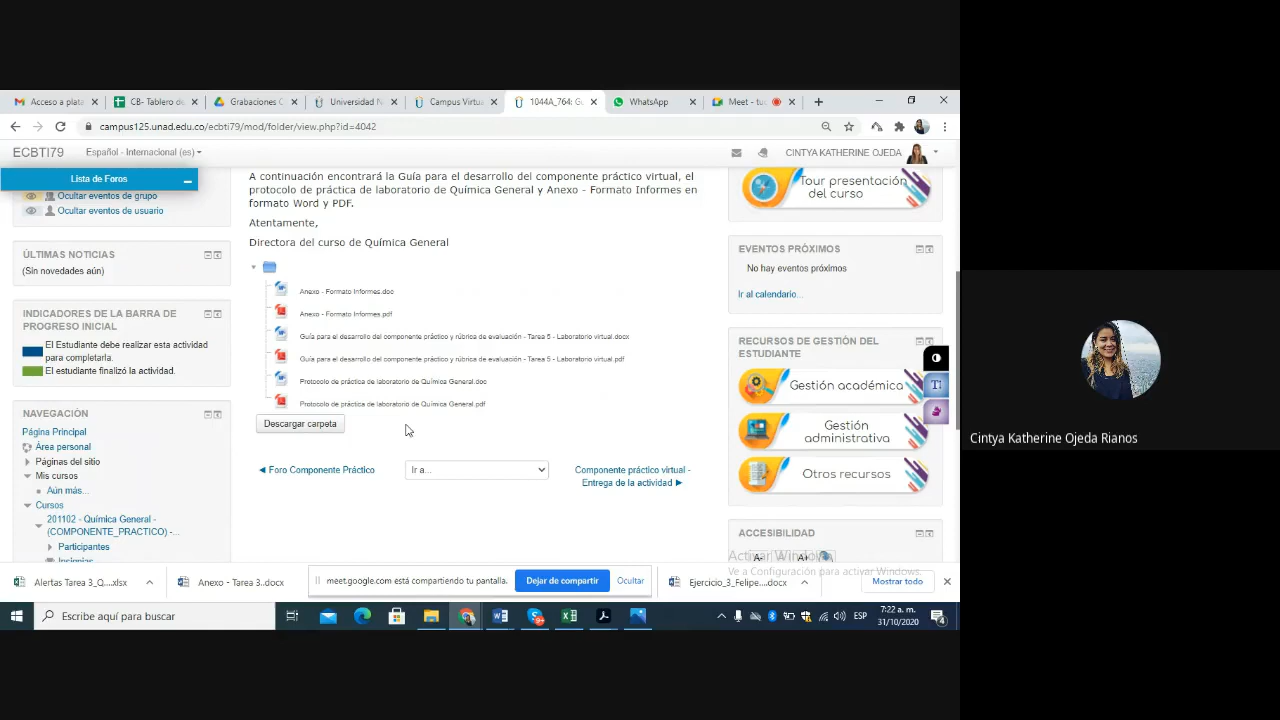 Acceso a plata
CB- Tablero de
Grabaciones C
Universidad N
Campus Virtu
1044A_764: Gu
WhatsApp
Meet - tuc
campus125.unad.edu.co/ecbti79/mod/folder/view.php?id=4042
ECBTI79
Español - Internacional (es)
CINTYA KATHERINE OJEDA
Lista de Foros
Ocultar eventos de grupo
Ocultar eventos de usuario
ÚLTIMAS NOTICIAS
(Sin novedades aún)
INDICADORES DE LA BARRA DE
PROGRESO INICIAL
El Estudiante debe realizar esta actividad
para completarla.
El estudiante finalizó la actividad.
NAVEGACIÓN
Página Principal
Área personal
Páginas del sitio
Mis cursos
Aún más...
Cursos
201102 - Química General -
(COMPONENTE_PRACTICO) -...
Participantes
Insignias
A continuación encontrará la Guía para el desarrollo del componente práctico virtual, el
protocolo de práctica de laboratorio de Química General y Anexo - Formato Informes en
formato Word y PDF.
Atentamente,
Directora del curso de Química General
Anexo - Formato Informes.doc
Anexo - Formato Informes.pdf
Guía para el desarrollo del componente práctico y rúbrica de evaluación - Tarea 5 - Laboratorio virtual.docx
Guía para el desarrollo del componente práctico y rúbrica de evaluación - Tarea 5 - Laboratorio virtual.pdf
Protocolo de práctica de laboratorio de Química General.doc
Protocolo de práctica de laboratorio de Química General.pdf
Descargar carpeta
◄ Foro Componente Práctico
Ir a...
Componente práctico virtual -
Entrega de la actividad ►
Tour presentación
del curso
EVENTOS PRÓXIMOS
No hay eventos próximos
Ir al calendario...
RECURSOS DE GESTIÓN DEL
ESTUDIANTE
Gestión académica
Gestión
administrativa
Otros recursos
ACCESIBILIDAD
A-
A+
Activar Windows
Ve a Configuración para activar Windows.
Alertas Tarea 3_Q....xlsx
Anexo - Tarea 3..docx
meet.google.com está compartiendo tu pantalla.
Dejar de compartir
Ocultar
Ejercicio_3_Felipe....docx
Mostrar todo
Escribe aquí para buscar
ESP
7:22 a. m.
31/10/2020
4
Cintya Katherine Ojeda Rianos